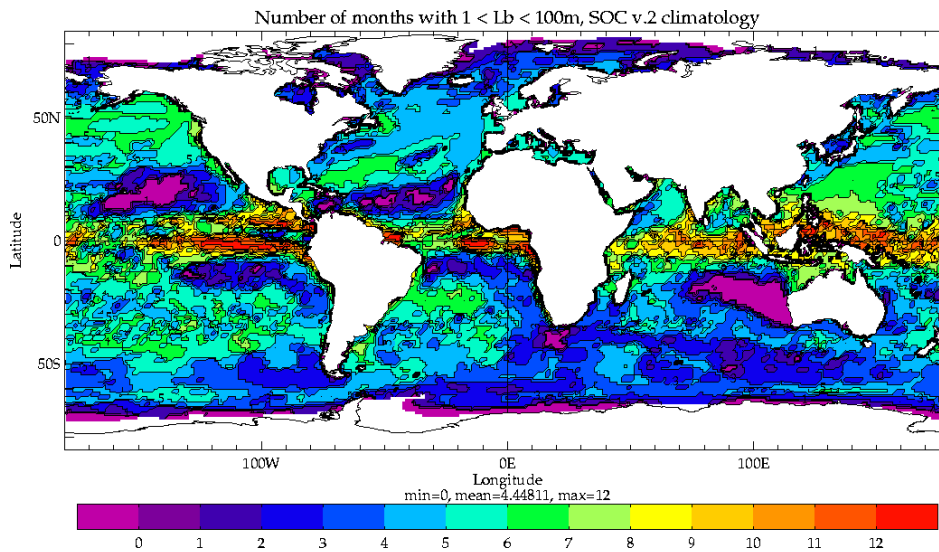 Number of months with 1 < Lb < 100m, SOC v.2 climatology
50N
0
50S
Latitude
100W 0E 100E
Longitude
min=0, mean=4.44811, max=12
0 1 2 3 4 5 6 7 8 9 10 11 12